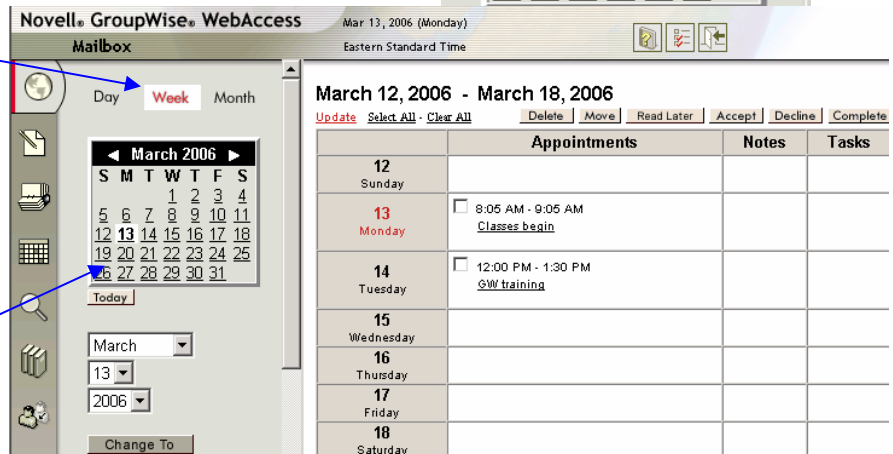 Novell® GroupWise® WebAccess
Mar 13, 2006 (Monday)
Mailbox
Eastern Standard Time
Day Week Month
March 2006
S M T W T F S
1 2 3 4
5 6 7 8 9 10 11
12 13 14 15 16 17 18
19 20 21 22 23 24 25
26 27 28 29 30 31
Today
March
13
2006
Change To
March 12, 2006 - March 18, 2006
Update Select All - Clear All Delete Move Read Later Accept Decline Complete
Appointments Notes Tasks
12
Sunday
13
Monday
8:05 AM - 9:05 AM
Classes begin
14
Tuesday
12:00 PM - 1:30 PM
GW training
15
Wednesday
16
Thursday
17
Friday
18
Saturday